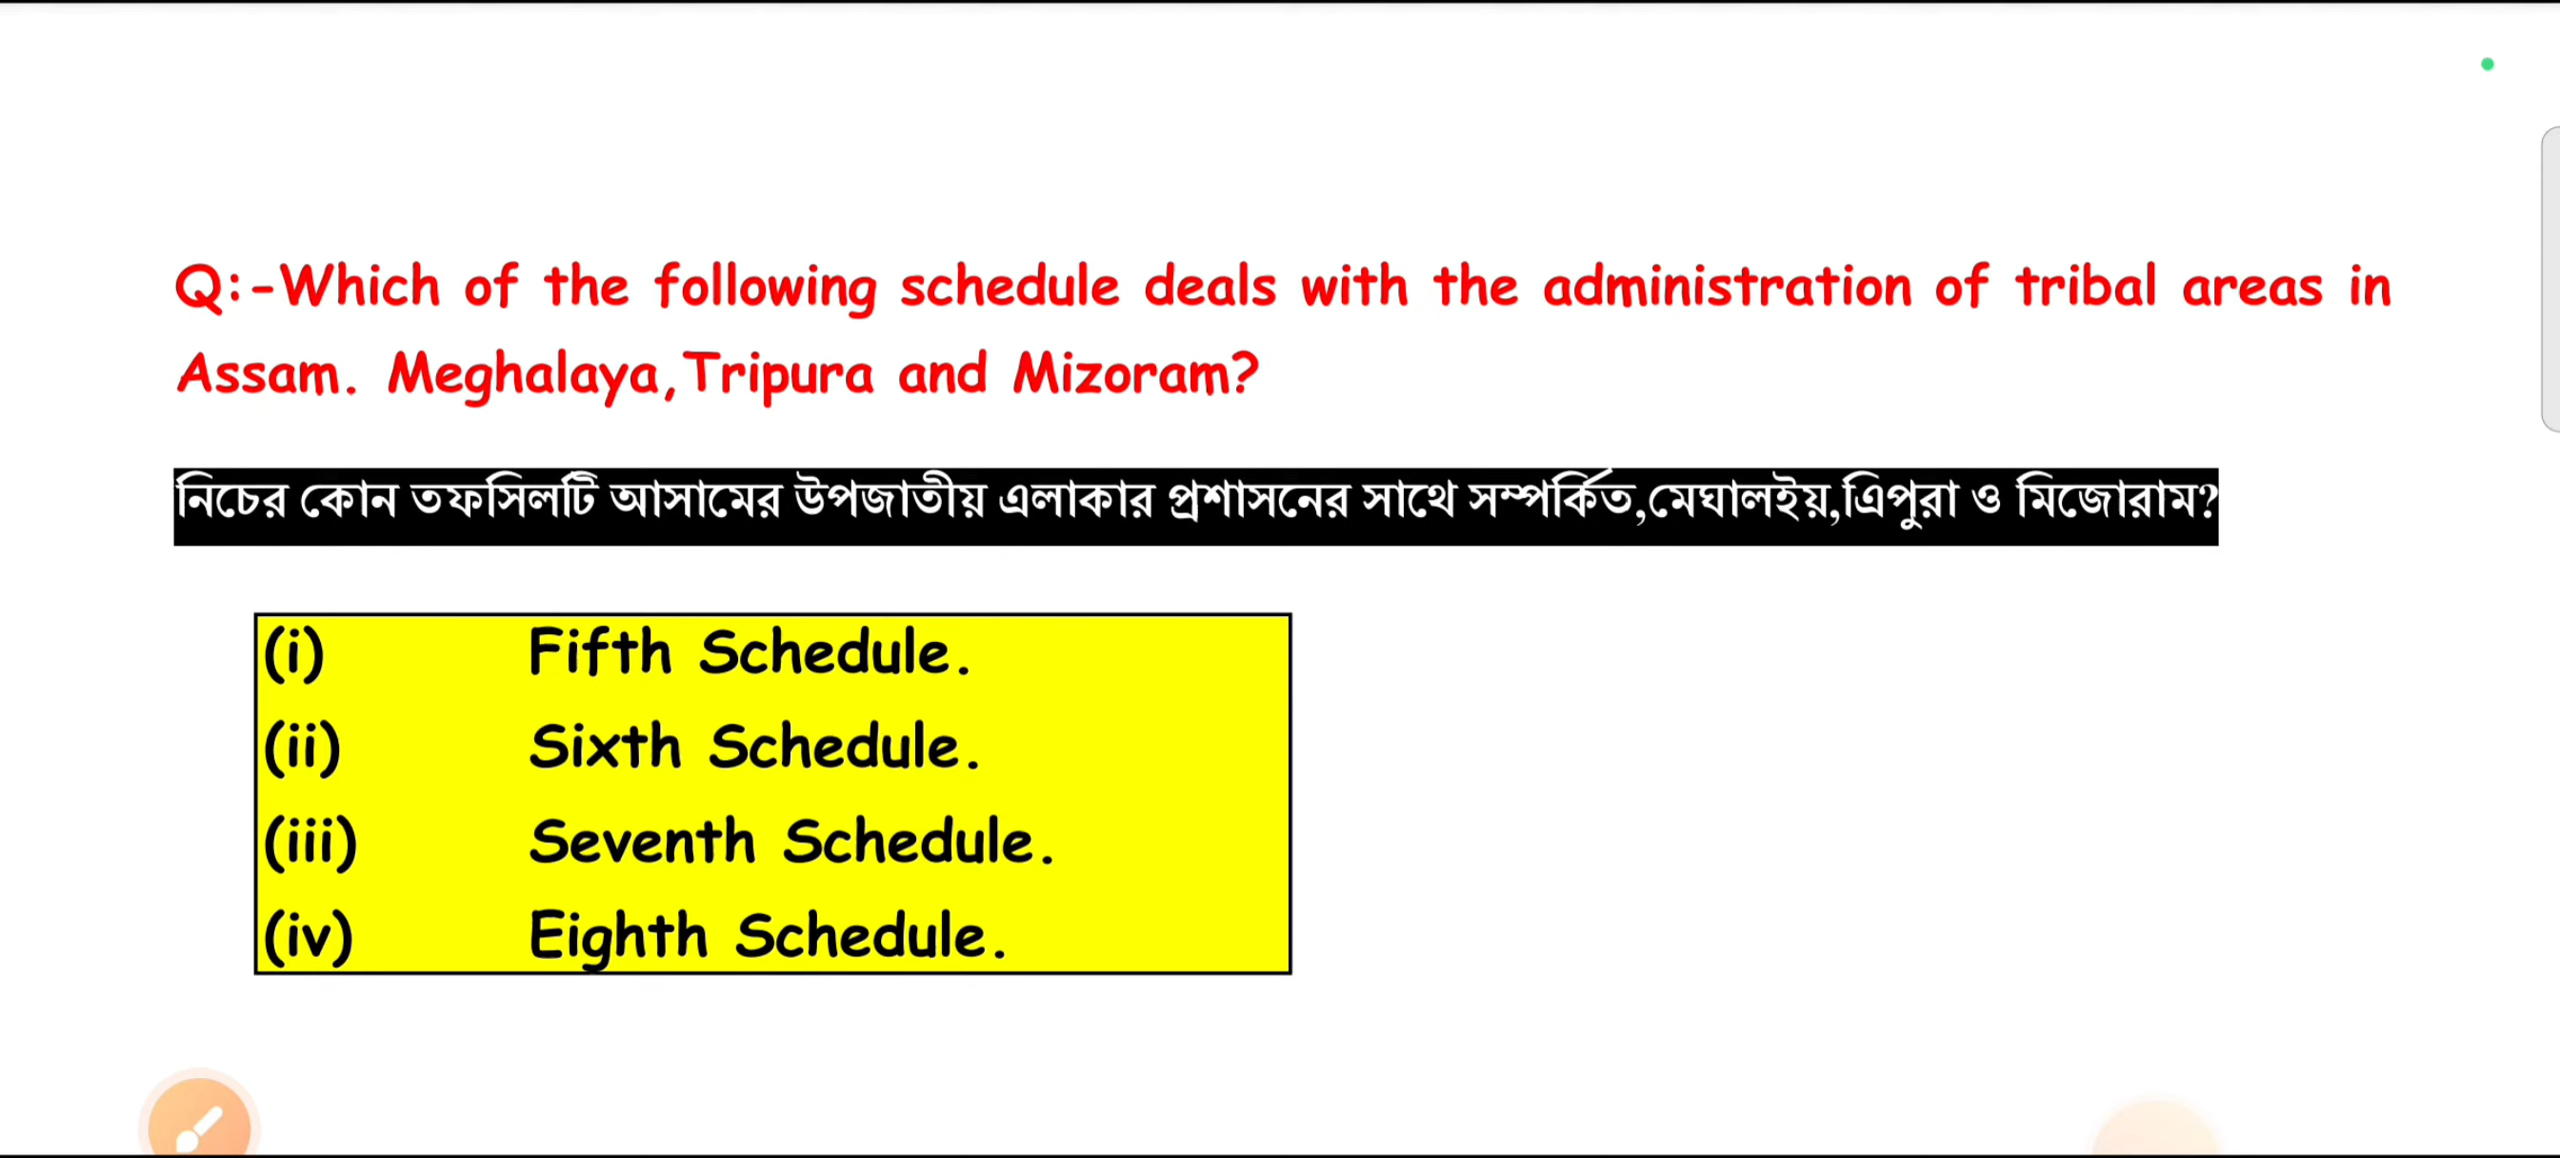 Q:-Which of the following schedule deals with the administration of tribal areas in
Assam. Meghalaya,Tripura and Mizoram?
নিচের কোন তফসিলটি আসামের উপজাতীয় এলাকার প্রশাসনের সাথে সম্পর্কিত,মেঘালইয়,ত্রিপুরা ও মিজোরাম?
(i) Fifth Schedule.
(ii) Sixth Schedule.
(iii) Seventh Schedule.
(iv) Eighth Schedule.